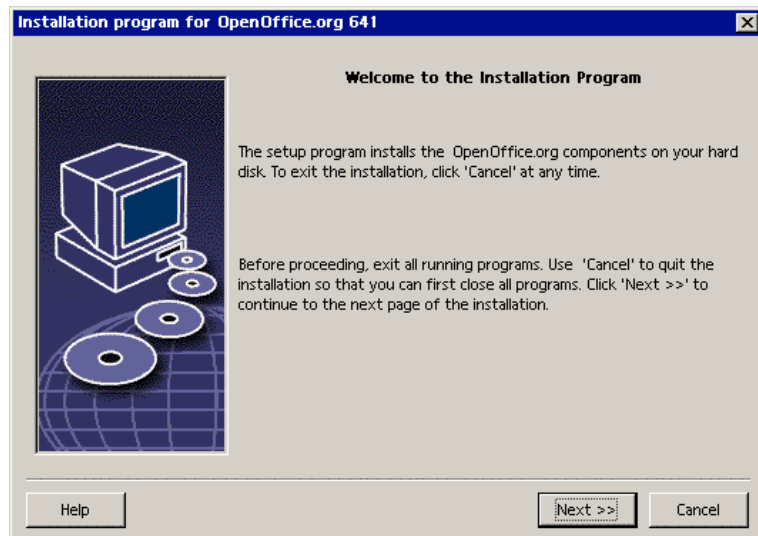 Installation program for OpenOffice.org 641
Welcome to the Installation Program
The setup program installs the OpenOffice.org components on your hard
disk. To exit the installation, click 'Cancel' at any time.
Before proceeding, exit all running programs. Use 'Cancel' to quit the
installation so that you can first close all programs. Click 'Next >>' to
continue to the next page of the installation.
Help
Next >>
Cancel